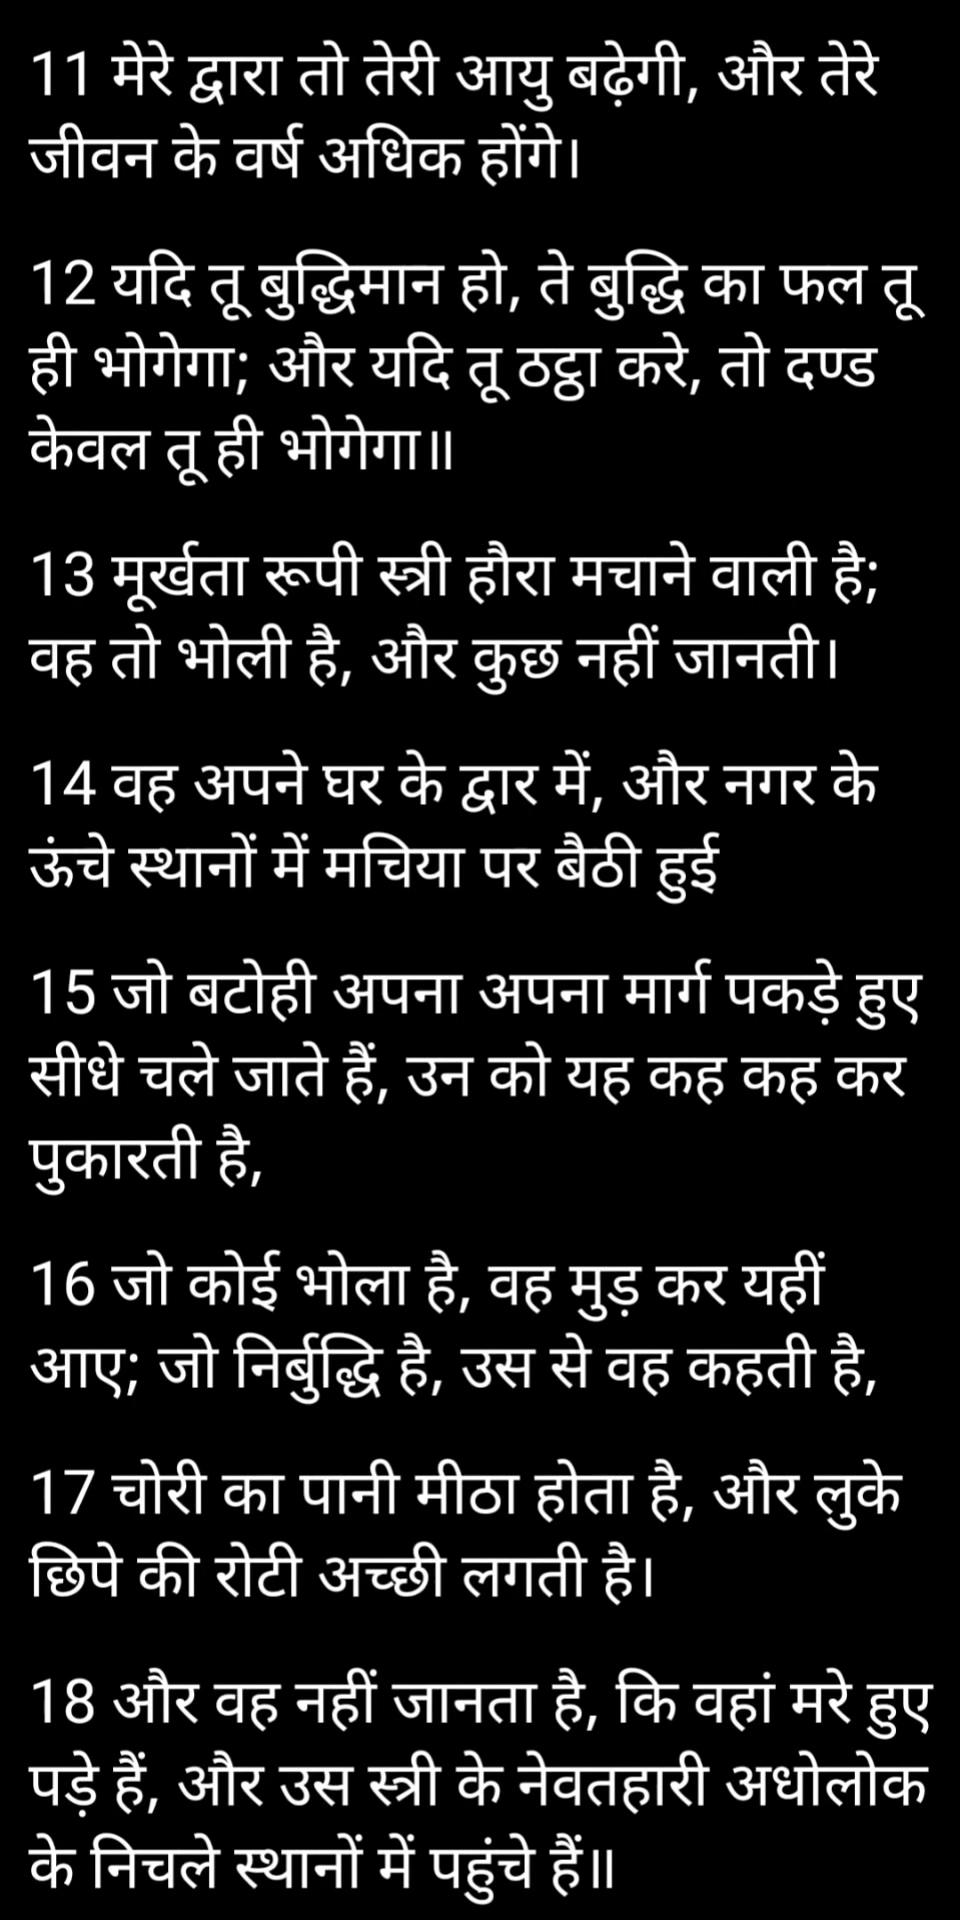 11 मेरे द्वारा तो तेरी आयु बढ़ेगी, और तेरे
जीवन के वर्ष अधिक होंगे।
12 यदि तू बुद्धिमान हो, ते बुद्धि का फल तू
ही भोगेगा; और यदि तू ठट्ठा करे, तो दण्ड
केवल तू ही भोगेगा॥
13 मूर्खता रूपी स्त्री हौरा मचाने वाली है;
वह तो भोली है, और कुछ नहीं जानती।
14 वह अपने घर के द्वार में, और नगर के
ऊंचे स्थानों में मचिया पर बैठी हुई
15 जो बटोही अपना अपना मार्ग पकड़े हुए
सीधे चले जाते हैं, उन को यह कह कह कर
पुकारती है,
16 जो कोई भोला है, वह मुड़ कर यहीं
आए; जो निर्बुद्धि है, उस से वह कहती है,
17 चोरी का पानी मीठा होता है, और लुके
छिपे की रोटी अच्छी लगती है।
18 और वह नहीं जानता है, कि वहां मरे हुए
पड़े हैं, और उस स्त्री के नेवतहारी अधोलोक
के निचले स्थानों में पहुंचे हैं॥